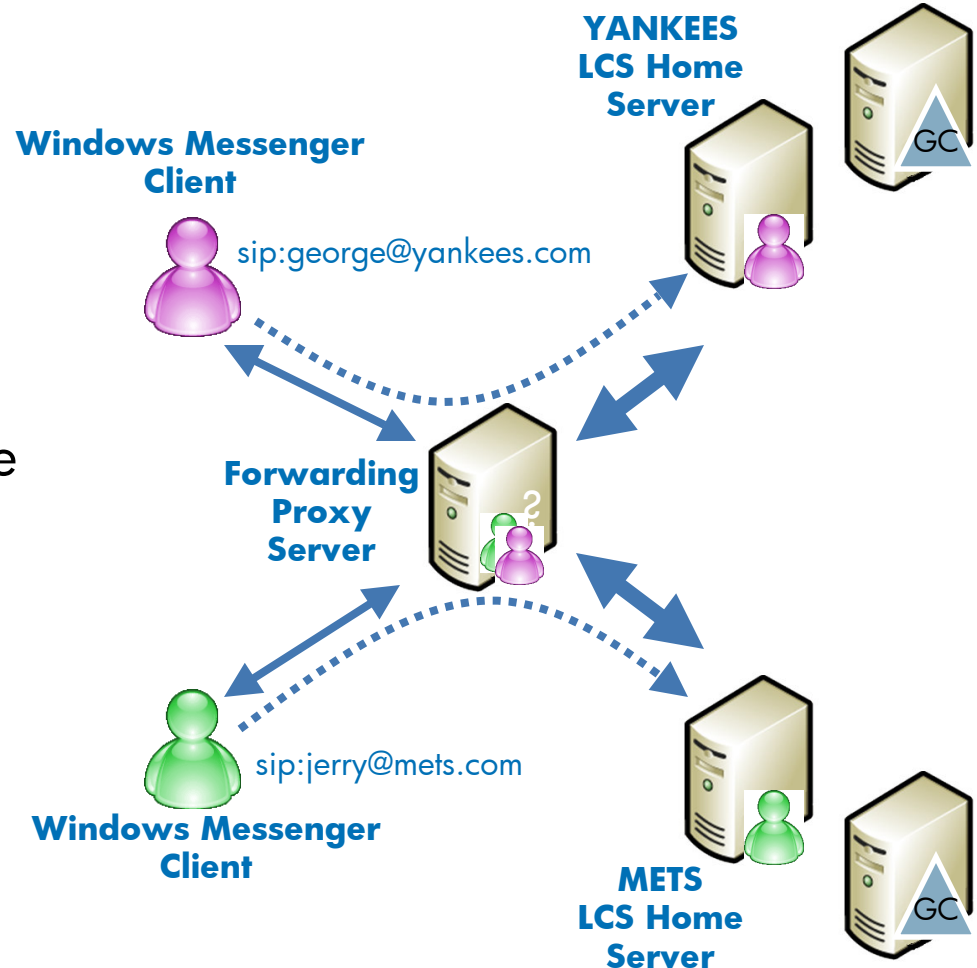 YANKEES
LCS Home
Server
GC
Windows Messenger
Client
sip:george@yankees.com
e
Forwarding
Proxy
Server
?
sip:jerry@mets.com
Windows Messenger
Client
METS
LCS Home
Server
GC